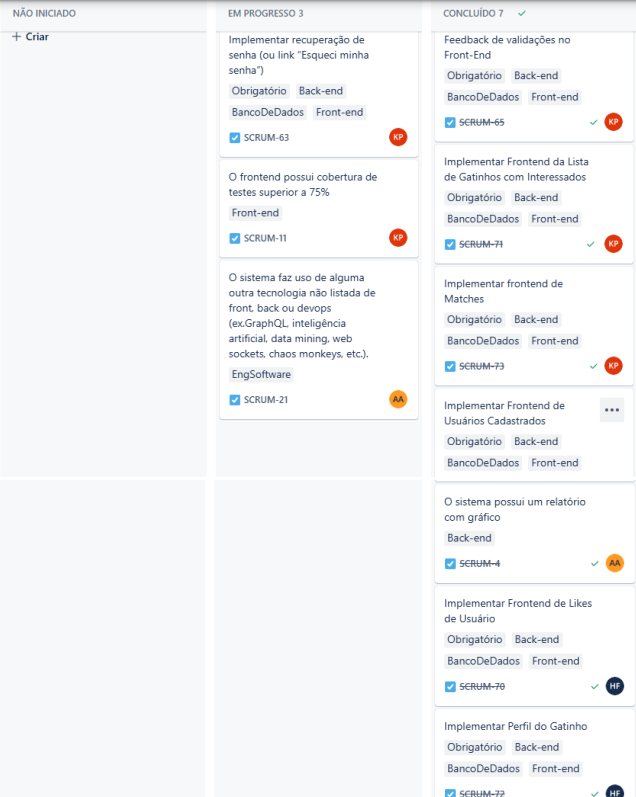 NÃO INICIADO
+ Criar
EM PROGRESSO 3
Implementar recuperação de
senha (ou link “Esqueci minha
senha”)
Obrigatório Back-end
BancoDeDados Front-end
SCRUM-63
KP
O frontend possui cobertura de
testes superior a 75%
Front-end
SCRUM-11
KP
O sistema faz uso de alguma
outra tecnologia não listada de
front, back ou devops
(ex.GraphQL, inteligência
artificial, data mining, web
sockets, chaos monkeys, etc.).
EngSoftware
SCRUM-21
AA
CONCLUÍDO 7
Feedback de validações no
Front-End
Obrigatório Back-end
BancoDeDados Front-end
SCRUM-65
KP
Implementar Frontend da Lista
de Gatinhos com Interessados
Obrigatório Back-end
BancoDeDados Front-end
SCRUM-71
KP
Implementar frontend de
Matches
Obrigatório Back-end
BancoDeDados Front-end
SCRUM-73
KP
Implementar Frontend de
Usuários Cadastrados
Obrigatório Back-end
BancoDeDados Front-end
O sistema possui um relatório
com gráfico
Back-end
SCRUM-4
AA
Implementar Frontend de Likes
de Usuário
Obrigatório Back-end
BancoDeDados Front-end
SCRUM-70
HF
Implementar Perfil do Gatinho
Obrigatório Back-end
BancoDeDados Front-end
SCRUM-72
HF